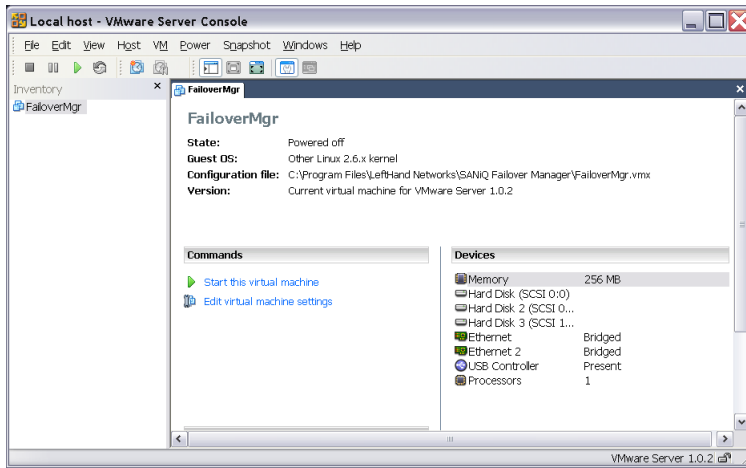 Local host - VMware Server Console
File Edit View Host VM Power Snapshot Windows Help
Inventory
FailoverMgr
FailoverMgr
FailoverMgr
State: Powered off
Guest OS: Other Linux 2.6.x kernel
Configuration file: C:\Program Files\LeftHand Networks\SANiQ Failover Manager\FailoverMgr.vmx
Version: Current virtual machine for VMware Server 1.0.2
Commands
Start this virtual machine
Edit virtual machine settings
Devices
Memory 256 MB
Hard Disk (SCSI 0:0)
Hard Disk 2 (SCSI 0...
Hard Disk 3 (SCSI 1...
Ethernet Bridged
Ethernet 2 Bridged
USB Controller Present
Processors 1
VMware Server 1.0.2